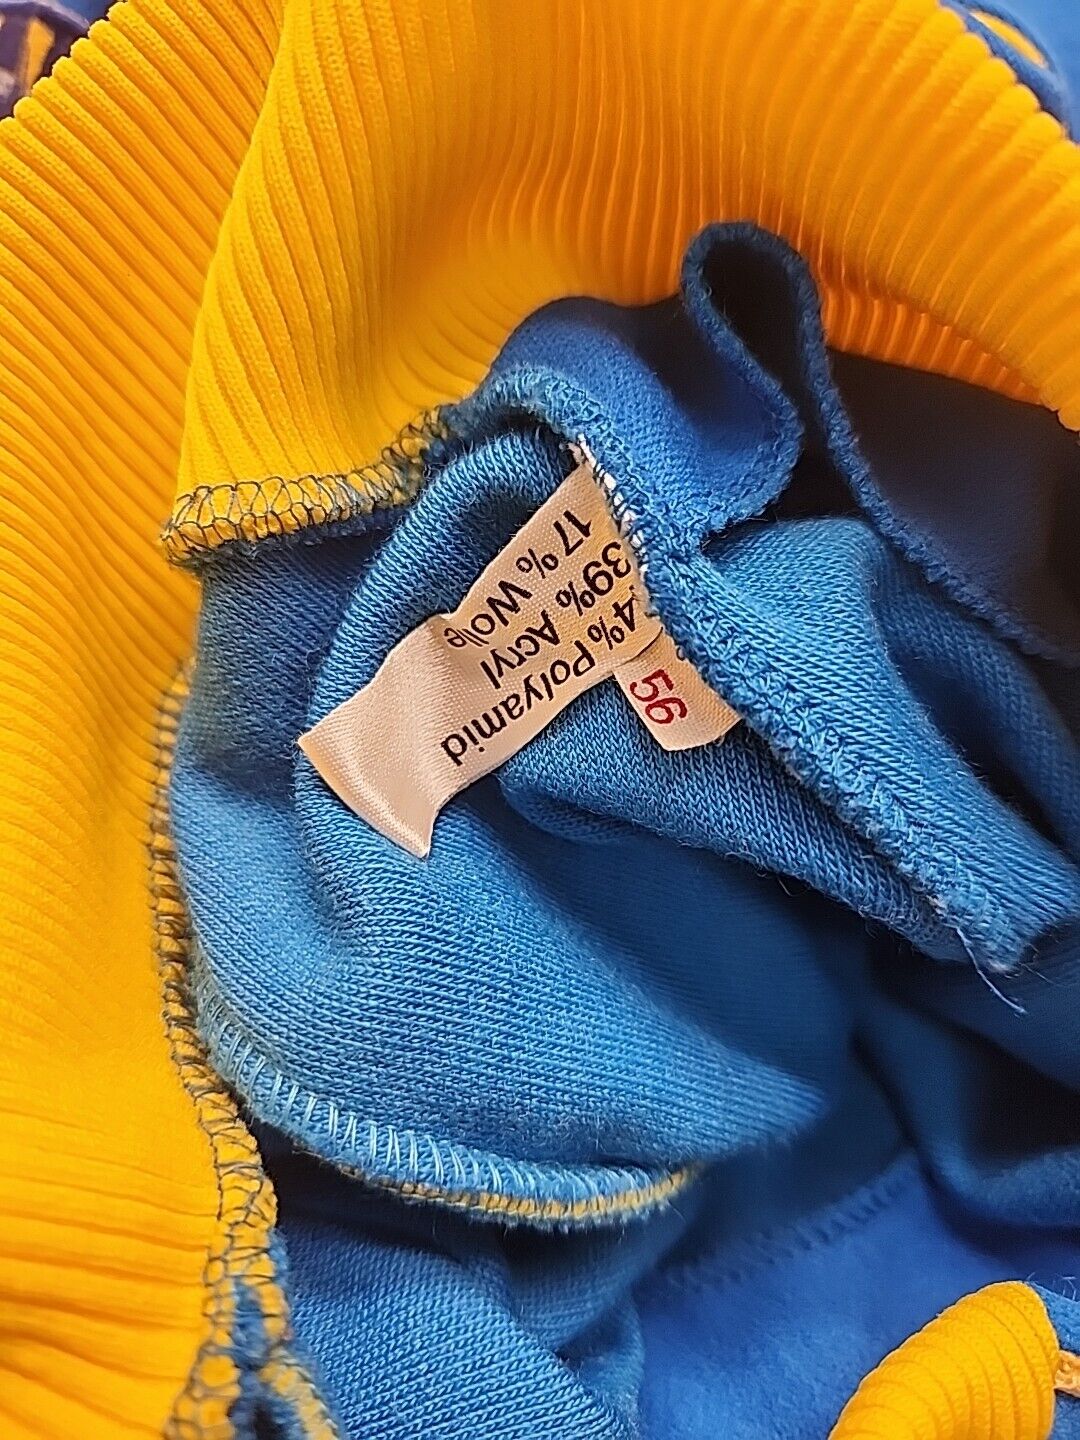 17% Wolle
39% Acryl
4% Polyamid
56